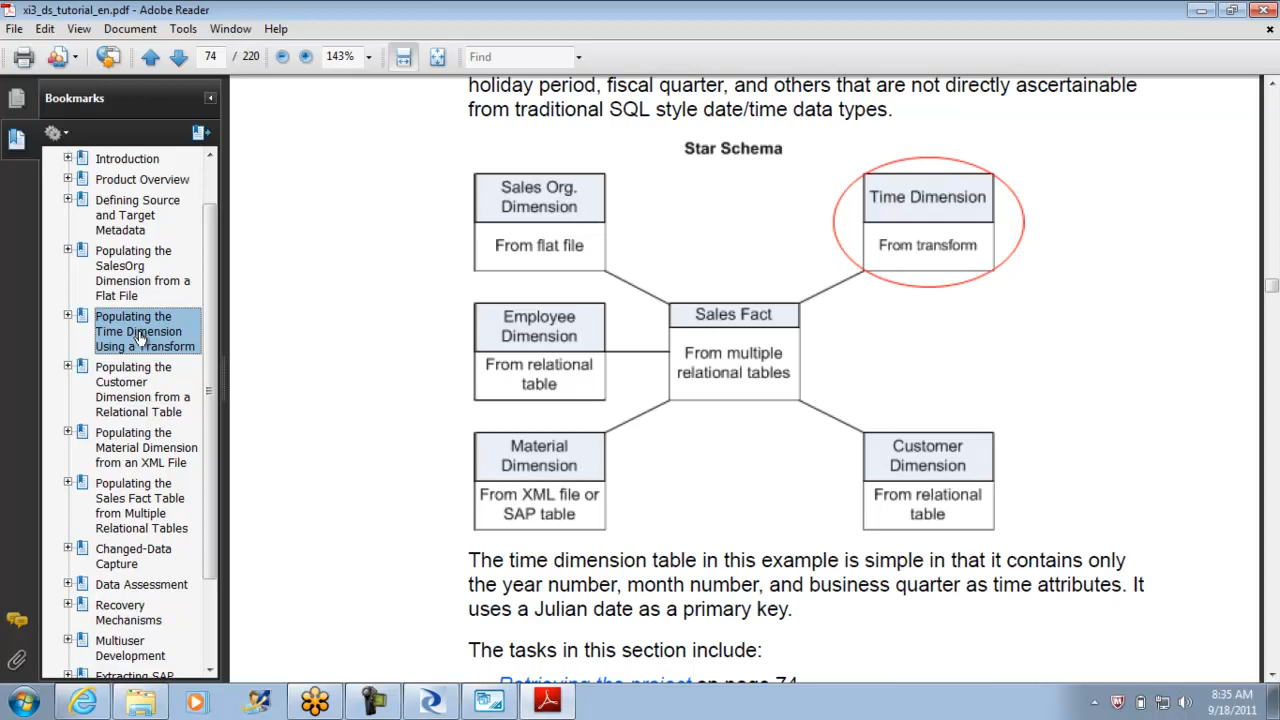 xi3_ds_tutorial_en.pdf - Adobe Reader
File Edit View Document Tools Window Help
74 / 220 143% Find
Bookmarks
Introduction
Product Overview
Defining Source
and Target
Metadata
Populating the
SalesOrg
Dimension from a
Flat File
Populating the
Time Dimension
Using a Transform
Populating the
Customer
Dimension from a
Relational Table
Populating the
Material Dimension
from an XML File
Populating the
Sales Fact Table
from Multiple
Relational Tables
Changed-Data
Capture
Data Assessment
Recovery
Mechanisms
Multiuser
Development
Extracting SAP
holiday period, fiscal quarter, and others that are not directly ascertainable
from traditional SQL style date/time data types.
Star Schema
Sales Org.
Dimension
From flat file
Time Dimension
From transform
Employee
Dimension
From relational
table
Sales Fact
From multiple
relational tables
Material
Dimension
From XML file or
SAP table
Customer
Dimension
From relational
table
The time dimension table in this example is simple in that it contains only
the year number, month number, and business quarter as time attributes. It
uses a Julian date as a primary key.
The tasks in this section include:
Retrieving the project on page 74
8:35 AM
9/18/2011